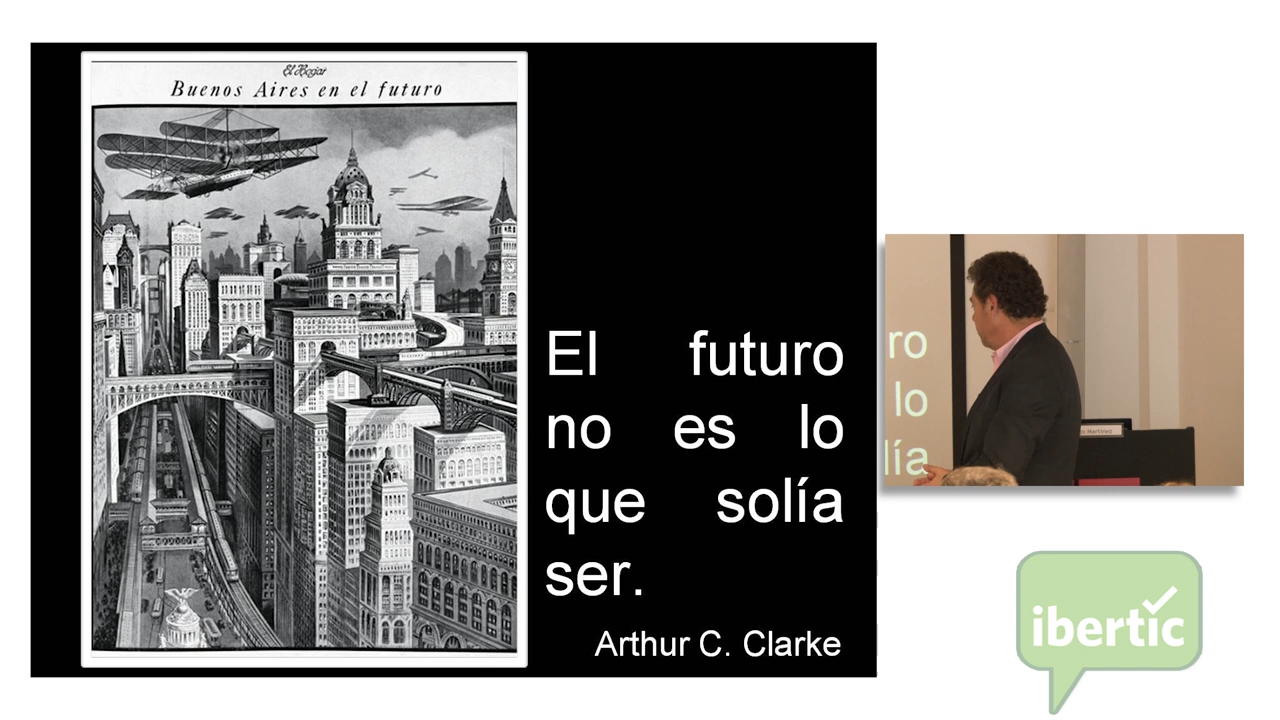 El Hogar
Buenos Aires en el futuro
El futuro
no es lo
que solía
ser.
Arthur C. Clarke
ro
lo
lía
Martinez
ibertic